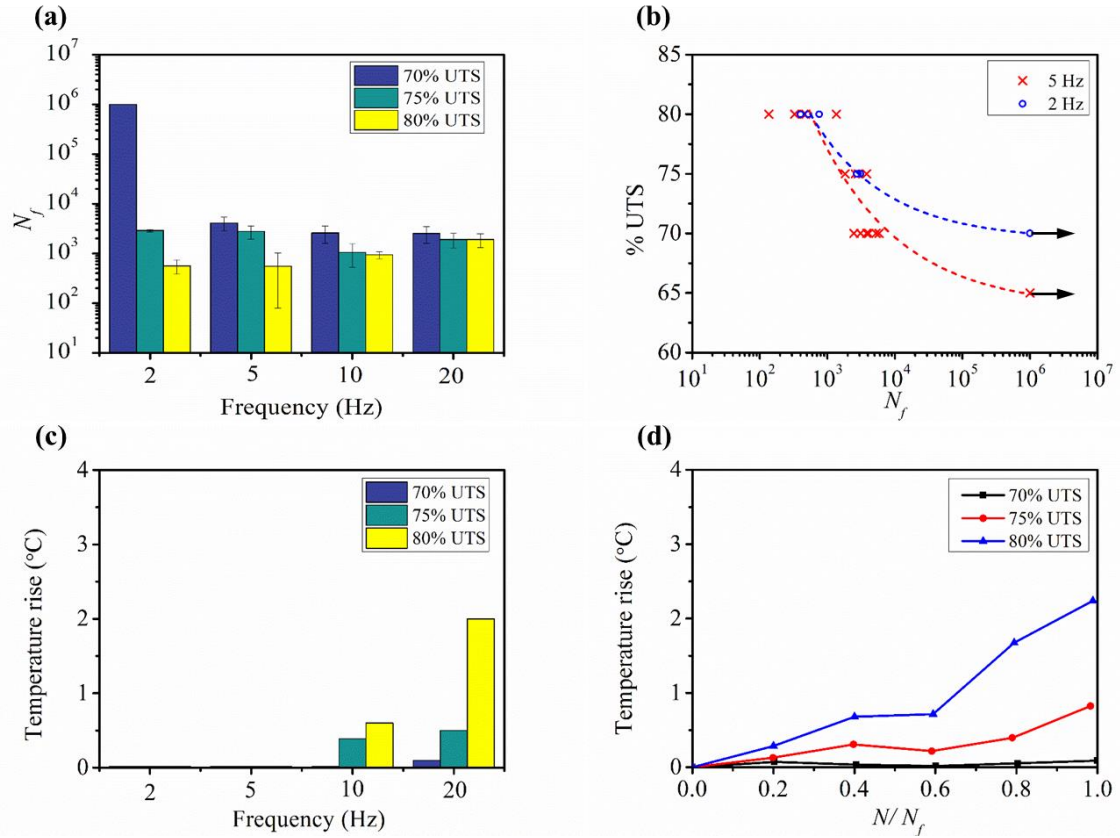 (a)
10^7
10^6
10^5
10^4
10^3
10^2
10^1
N_f
2
5
10
20
Frequency (Hz)
70% UTS
75% UTS
80% UTS
(b)
85
80
75
70
65
60
% UTS
10^1
10^2
10^3
10^4
10^5
10^6
10^7
N_f
5 Hz
2 Hz
(c)
4
3
2
1
0
Temperature rise (°C)
2
5
10
20
Frequency (Hz)
70% UTS
75% UTS
80% UTS
(d)
4
3
2
1
0
Temperature rise (°C)
0.0
0.2
0.4
0.6
0.8
1.0
N/ N_f
70% UTS
75% UTS
80% UTS